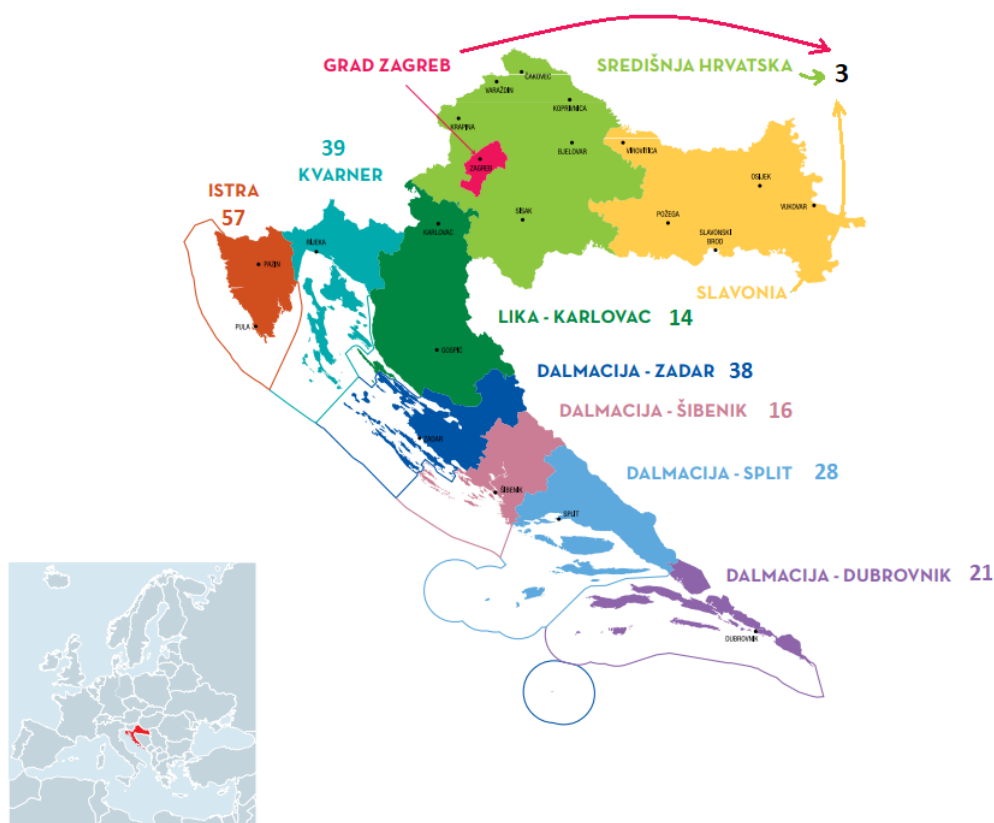 GRAD ZAGREB
SREDIŠNJA HRVATSKA
3
ČAKOVEC
VARAŽDIN
KOPRIVNICA
KRAPINA
39
KVARNER
BJELOVAR
VIROVITICA
ZAGREB
ISTRA
57
OSIJEK
VUKOVAR
SISAK
POŽEGA
KARLOVAC
SLAVONSKI
BROD
RIJEKA
PAZIN
SLAVONIA
LIKA - KARLOVAC 14
PULA
GOSPIĆ
DALMACIJA - ZADAR 38
DALMACIJA - ŠIBENIK 16
ZADAR
DALMACIJA - SPLIT 28
ŠIBENIK
SPLIT
DALMACIJA - DUBROVNIK 21
DUBROVNIK